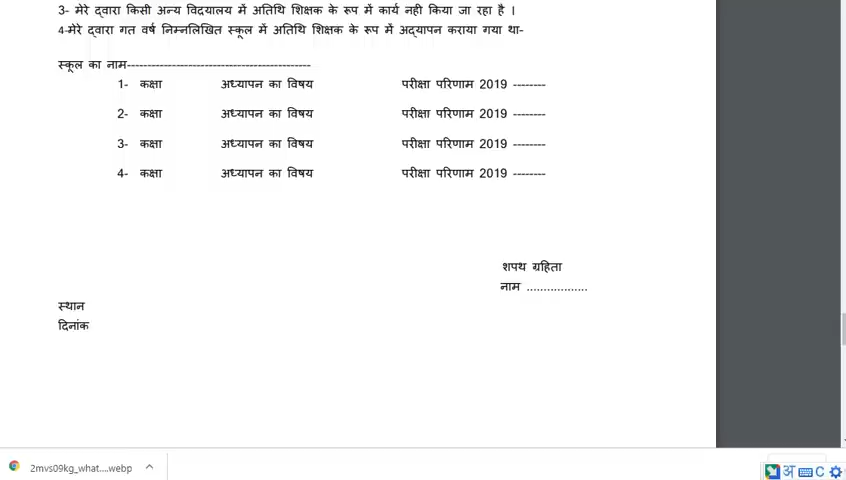 3- मेरे द्वारा किसी अन्य विद्रयालय में अतिथि शिक्षक के रूप में कार्य नही किया जा रहा है ।
4-मेरे द्वारा गत वर्ष निम्नलिखित स्कूल में अतिथि शिक्षक के रूप में अद्यापन कराया गया था-
स्कूल का नाम---------------------------------------------
1- कक्षा अध्यापन का विषय परीक्षा परिणाम 2019 --------
2- कक्षा अध्यापन का विषय परीक्षा परिणाम 2019 --------
3- कक्षा अध्यापन का विषय परीक्षा परिणाम 2019 --------
4- कक्षा अध्यापन का विषय परीक्षा परिणाम 2019 --------
शपथ ग्रहिता
नाम ..................
स्थान
दिनांक
2mvs09kg_what....webp
अ C